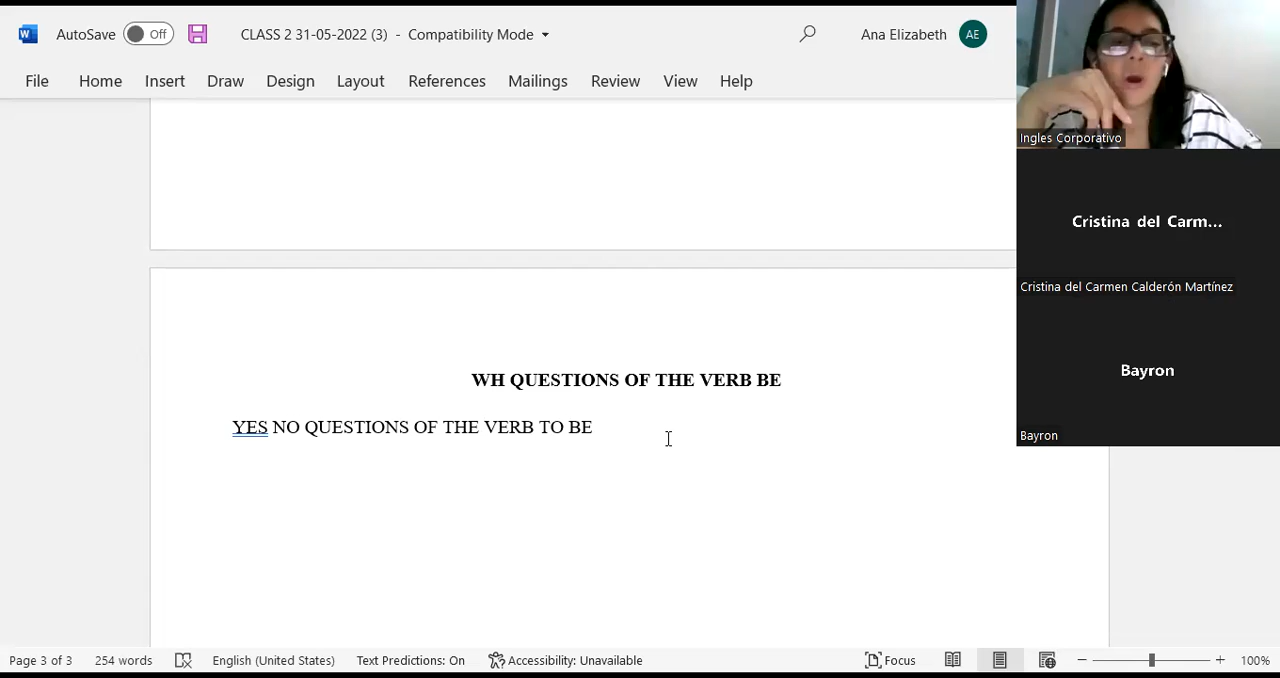 AutoSave Off CLASS 2 31-05-2022 (3) - Compatibility Mode Ana Elizabeth AE
File Home Insert Draw Design Layout References Mailings Review View Help
Ingles Corporativo
Cristina del Carm...
Cristina del Carmen Calderón Martínez
Bayron
Bayron
WH QUESTIONS OF THE VERB BE
YES NO QUESTIONS OF THE VERB TO BE
Page 3 of 3 254 words English (United States) Text Predictions: On Accessibility: Unavailable Focus 100%